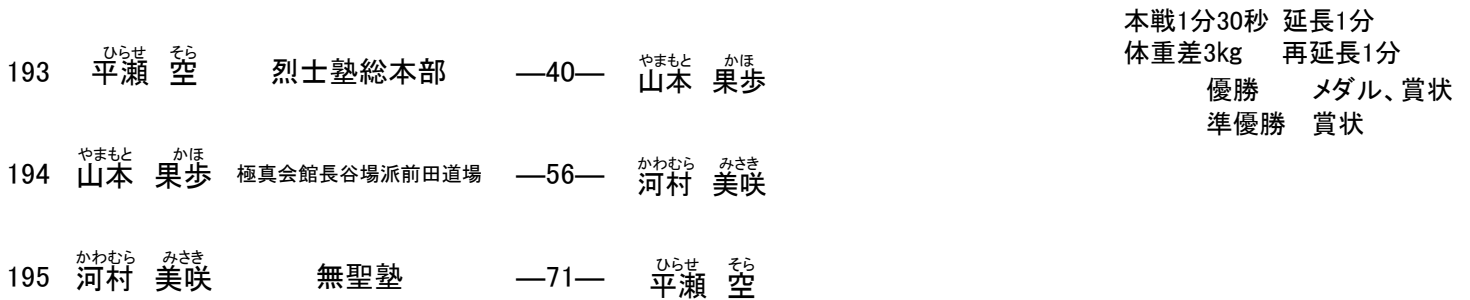 本戦1分30秒 延長1分
体重差3kg 再延長1分
優勝 メダル、賞状
準優勝 賞状
ひらせ そら やまもと かほ
193 平瀬 空 烈士塾総本部 ―40― 山本 果歩
やまもと かほ かわむら みさき
194 山本 果歩 極真会館長谷場派前田道場 ―56― 河村 美咲
かわむら みさき ひらせ そら
195 河村 美咲 無聖塾 ―71― 平瀬 空